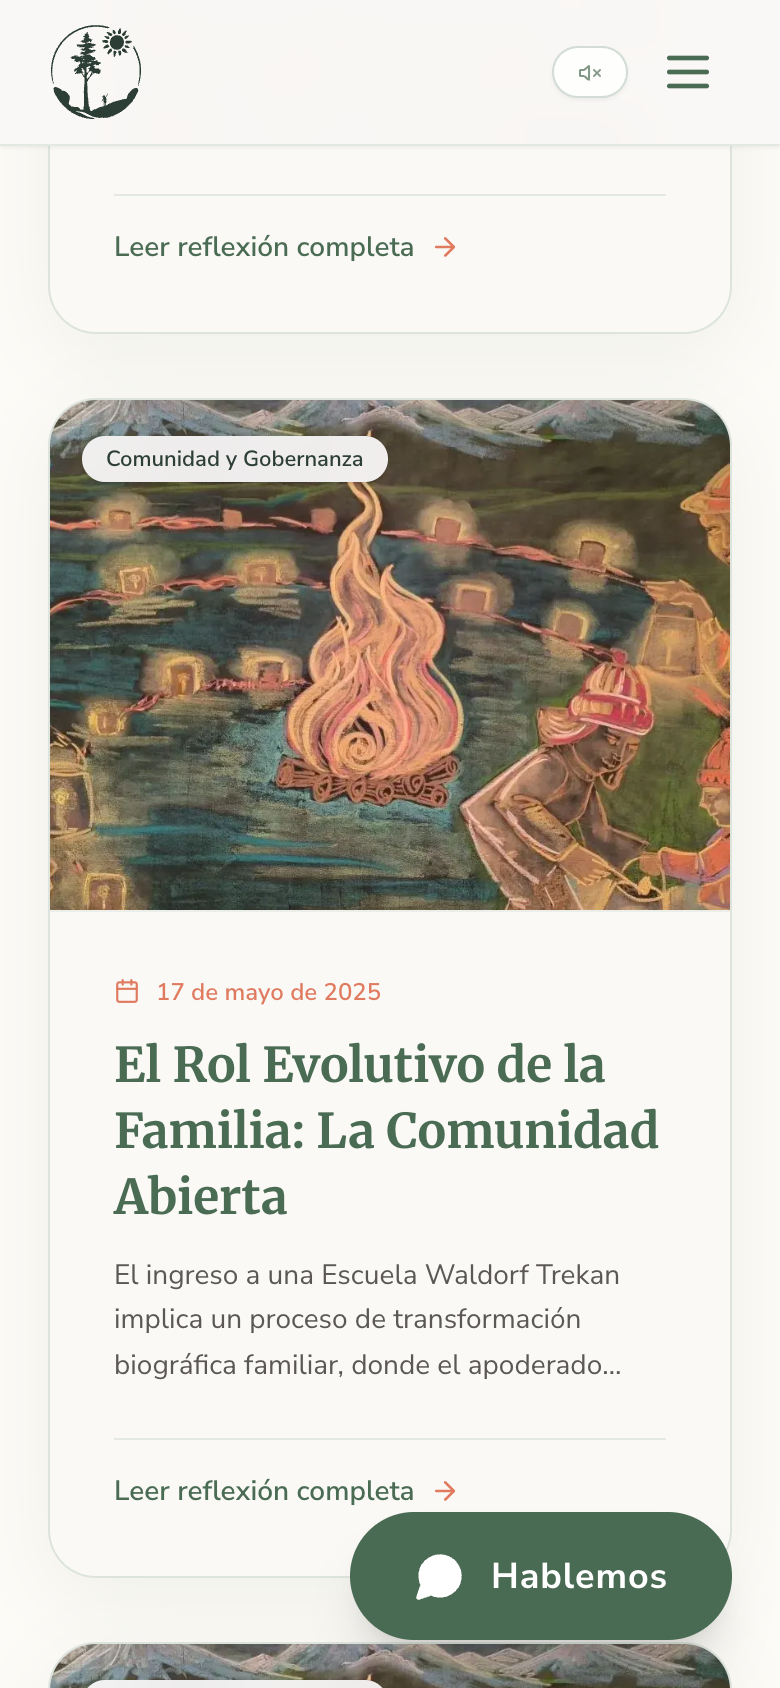 Leer reflexión completa
Comunidad y Gobernanza
17 de mayo de 2025
El Rol Evolutivo de la
Familia: La Comunidad
Abierta
El ingreso a una Escuela Waldorf Trekan
implica un proceso de transformación
biográfica familiar, donde el apoderado...
Leer reflexión completa
Hablemos